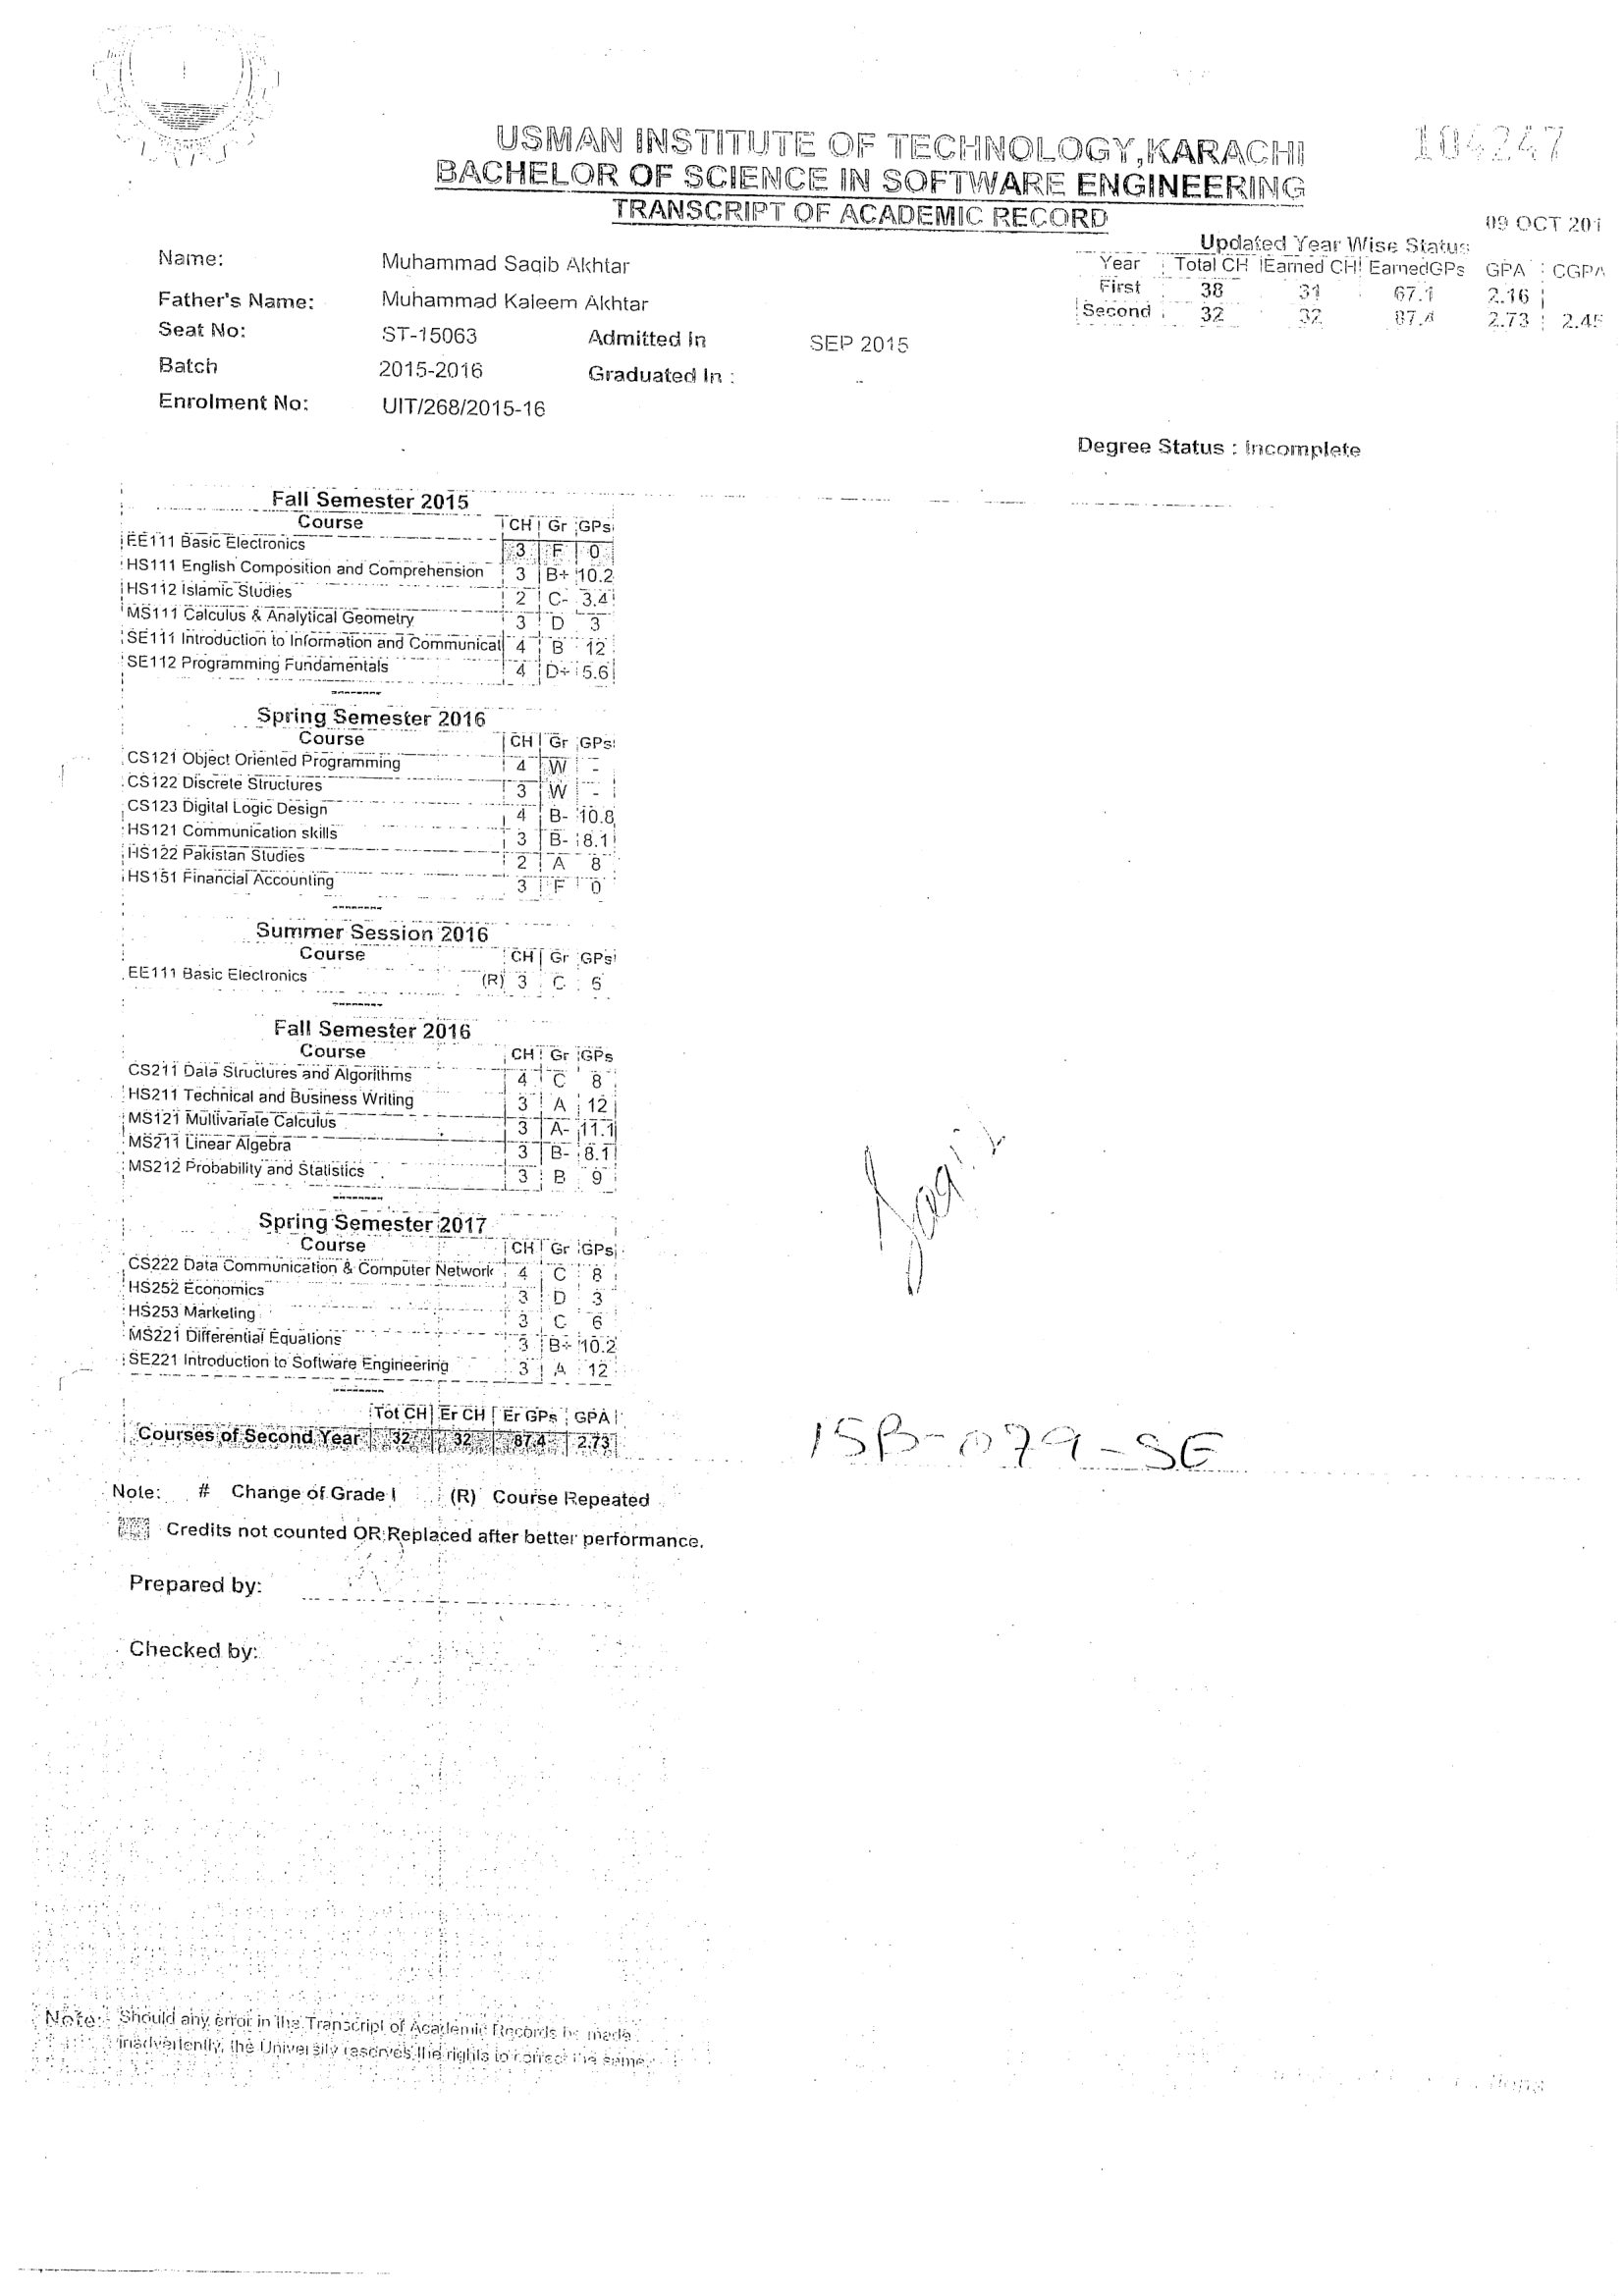 104247
USMAN INSTITUTE OF TECHNOLOGY,KARACHI
BACHELOR OF SCIENCE IN SOFTWARE ENGINEERING
TRANSCRIPT OF ACADEMIC RECORD
09 OCT 201
Updated Year Wise Status
Year Total CH Earned CH EarnedGPs GPA CGPA
First 38 31 67.1 2.16
Second 32 32 87.4 2.73 2.45
Name: Muhammad Saqib Akhtar
Father's Name: Muhammad Kaleem Akhtar
Seat No: ST-15063 Admitted In SEP 2015
Batch 2015-2016 Graduated In : -
Enrolment No: UIT/268/2015-16
Degree Status : Incomplete
Fall Semester 2015
Course CH Gr GPs
EE111 Basic Electronics 3 F 0
HS111 English Composition and Comprehension 3 B+ 10.2
HS112 Islamic Studies 2 C- 3.4
MS111 Calculus & Analytical Geometry 3 D 3
SE111 Introduction to Information and Communicat 4 B 12
SE112 Programming Fundamentals 4 D+ 5.6
Spring Semester 2016
Course CH Gr GPs
CS121 Object Oriented Programming 4 W -
CS122 Discrete Structures 3 W -
CS123 Digital Logic Design 4 B- 10.8
HS121 Communication skills 3 B- 8.1
HS122 Pakistan Studies 2 A 8
HS151 Financial Accounting 3 F 0
Summer Session 2016
Course CH Gr GPs
EE111 Basic Electronics (R) 3 C 6
Fall Semester 2016
Course CH Gr GPs
CS211 Data Structures and Algorithms 4 C 8
HS211 Technical and Business Writing 3 A 12
MS121 Multivariate Calculus 3 A- 11.1
MS211 Linear Algebra 3 B- 8.1
MS212 Probability and Statistics 3 B 9
Spring Semester 2017
Course CH Gr GPs
CS222 Data Communication & Computer Network 4 C 8
HS252 Economics 3 D 3
HS253 Marketing 3 C 6
MS221 Differential Equations 3 B+ 10.2
SE221 Introduction to Software Engineering 3 A 12
Tot CH Er CH Er GPs GPA
Courses of Second Year 32 32 87.4 2.73
Saqib
15B-079-SE
Note: # Change of Grade I (R) Course Repeated
Credits not counted OR Replaced after better performance.
Prepared by:
Checked by:
Note: Should any error in the Transcript of Academic Records be made
inadvertently, the University reserves the rights to correct the same.